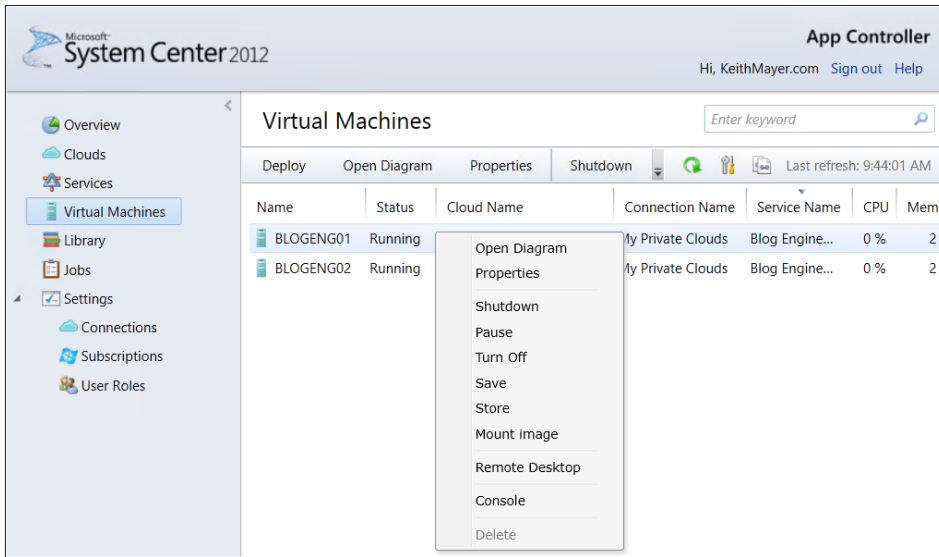 Microsoft
System Center 2012
App Controller
Hi, KeithMayer.com Sign out Help
Overview
Clouds
Services
Virtual Machines
Library
Jobs
Settings
Connections
Subscriptions
User Roles
Virtual Machines
Enter keyword
Deploy Open Diagram Properties Shutdown Last refresh: 9:44:01 AM
Name Status Cloud Name Connection Name Service Name CPU Mem
BLOGENG01 Running My Private Clouds Blog Engine... 0 % 2
BLOGENG02 Running My Private Clouds Blog Engine... 0 % 2
Open Diagram
Properties
Shutdown
Pause
Turn Off
Save
Store
Mount image
Remote Desktop
Console
Delete